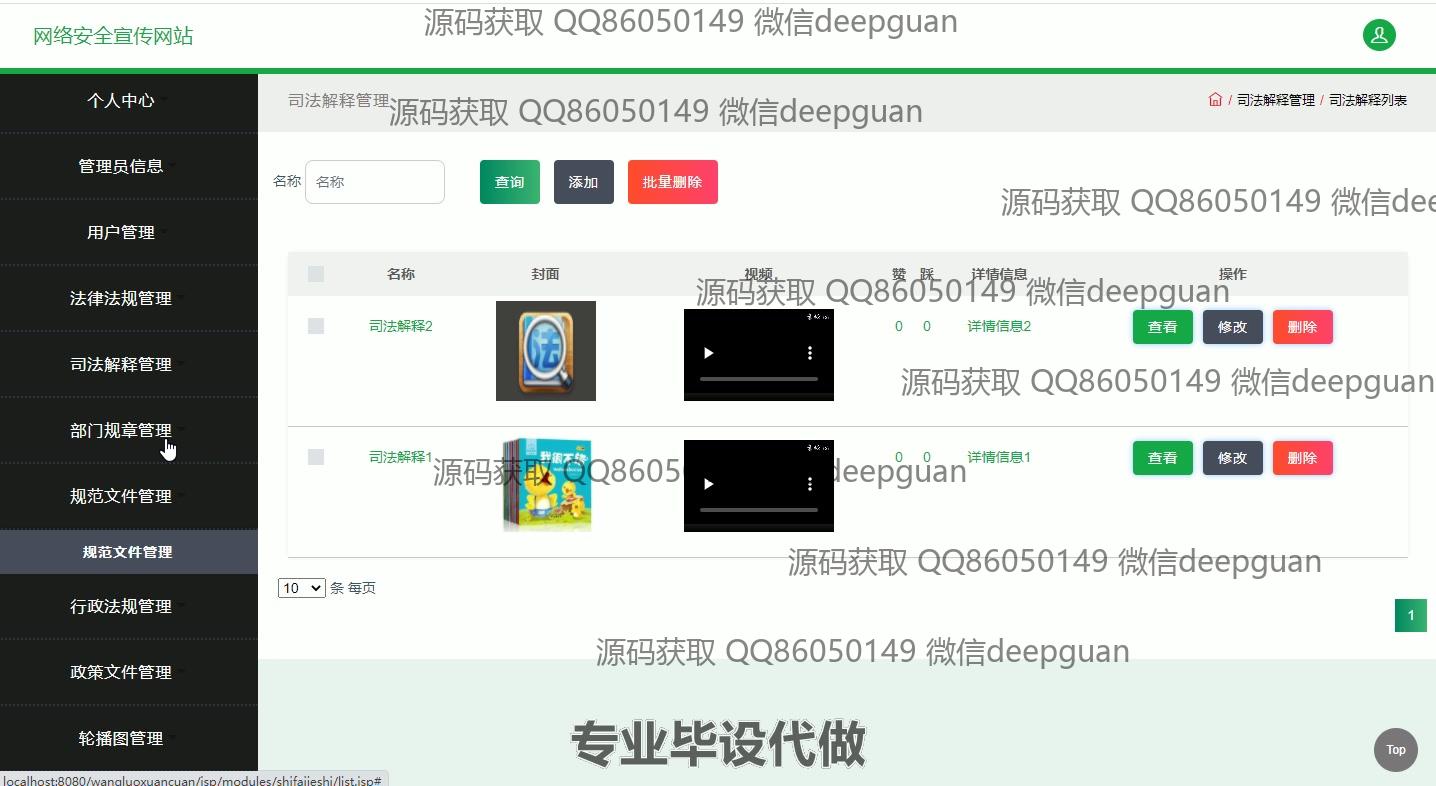 源码获取 QQ86050149 微信deepguan
网络安全宣传网站
个人中心
司法解释管理
源码获取 QQ86050149 微信deepguan
/ 司法解释管理 / 司法解释列表
管理员信息
名称 名称 查询 添加 批量删除
源码获取 QQ86050149 微信dee
用户管理
名称 封面 视频 赞 踩 详情信息 操作
源码获取 QQ86050149 微信deepguan
法律法规管理
司法解释2 0 0 详情信息2 查看 修改 删除
司法解释管理
源码获取 QQ86050149 微信deepguan
部门规章管理
司法解释1 0 0 详情信息1 查看 修改 删除
源码获取 QQ8605 deepguan
规范文件管理
规范文件管理
源码获取 QQ86050149 微信deepguan
10 条 每页
行政法规管理
1
源码获取 QQ86050149 微信deepguan
政策文件管理
轮播图管理
专业毕设代做
Top
localhost:8080/wangluoxuancuan/jsp/modules/shifajieshi/list.jsp#